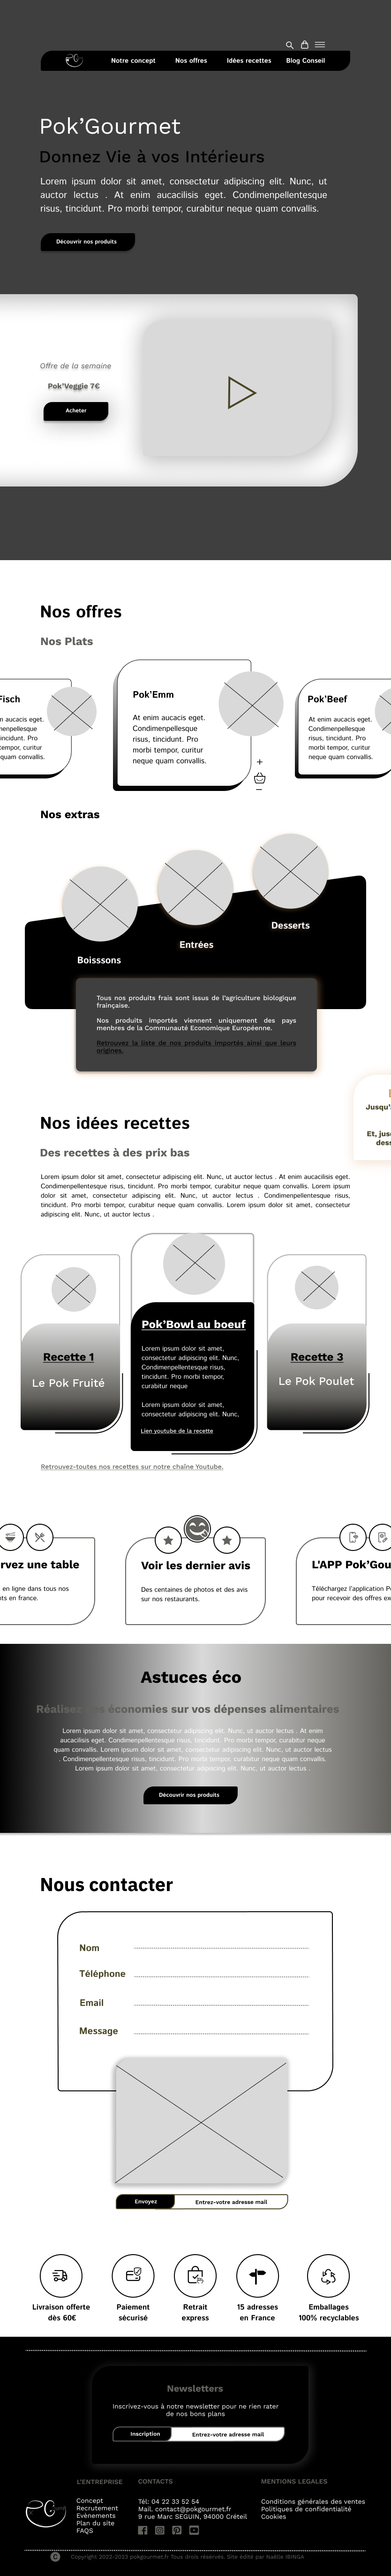 Notre concept Nos offres Idées recettes Blog Conseil
Pok’Gourmet
Donnez Vie à vos Intérieurs
Lorem ipsum dolor sit amet, consectetur adipiscing elit. Nunc, ut
auctor lectus . At enim aucacilisis eget. Condimenpellentesque
risus, tincidunt. Pro morbi tempor, curabitur neque quam convallis.
Découvrir nos produits
Offre de la semaine
Pok’Veggie 7€
Acheter
Nos offres
Nos Plats
Fisch
m aucacis eget.
nenpellesque
incidunt. Pro
tempor, curitur
quam convallis.
Pok’Emm
At enim aucacis eget.
Condimenpellesque
risus, tincidunt. Pro
morbi tempor, curitur
neque quam convallis.
Pok’Beef
At enim aucacis eget.
Condimenpellesque
risus, tincidunt. Pro
morbi tempor, curitur
neque quam convallis.
Nos extras
Desserts
Entrées
Boisssons
Tous nos produits frais sont issus de l’agriculture biologique
frainçaise.
Nos produits importés viennent uniquement des pays
menbres de la Communauté Economique Européenne.
Retrouvez la liste de nos produits importés ainsi que leurs
origines.
Jusqu’
Et, jus
dess
Nos idées recettes
Des recettes à des prix bas
Lorem ipsum dolor sit amet, consectetur adipiscing elit. Nunc, ut auctor lectus . At enim aucacilisis eget.
Condimenpellentesque risus, tincidunt. Pro morbi tempor, curabitur neque quam convallis. Lorem ipsum
dolor sit amet, consectetur adipiscing elit. Nunc, ut auctor lectus . Condimenpellentesque risus,
tincidunt. Pro morbi tempor, curabitur neque quam convallis. Lorem ipsum dolor sit amet, consectetur
adipiscing elit. Nunc, ut auctor lectus .
Recette 1
Le Pok Fruité
Pok’Bowl au boeuf
Lorem ipsum dolor sit amet,
consectetur adipiscing elit. Nunc,
Condimenpellentesque risus,
tincidunt. Pro morbi tempor,
curabitur neque
Lorem ipsum dolor sit amet,
consectetur adipiscing elit. Nunc,
Lien youtube de la recette
Recette 3
Le Pok Poulet
Retrouvez-toutes nos recettes sur notre chaîne Youtube.
rvez une table
en ligne dans tous nos
ts en france.
Voir les dernier avis
Des centaines de photos et des avis
sur nos restaurants.
L'APP Pok’Gou
Téléchargez l’application P
pour recevoir des offres ex
Astuces éco
Réalisez des économies sur vos dépenses alimentaires
Lorem ipsum dolor sit amet, consectetur adipiscing elit. Nunc, ut auctor lectus . At enim
aucacilisis eget. Condimenpellentesque risus, tincidunt. Pro morbi tempor, curabitur neque
quam convallis. Lorem ipsum dolor sit amet, consectetur adipiscing elit. Nunc, ut auctor lectus
. Condimenpellentesque risus, tincidunt. Pro morbi tempor, curabitur neque quam convallis.
Lorem ipsum dolor sit amet, consectetur adipiscing elit. Nunc, ut auctor lectus .
Découvrir nos produits
Nous contacter
Nom
Téléphone
Email
Message
Envoyez Entrez-votre adresse mail
Livraison offerte
dès 60€
Paiement
sécurisé
Retrait
express
15 adresses
en France
Emballages
100% recyclables
Newsletters
Inscrivez-vous à notre newsletter pour ne rien rater
de nos bons plans
Inscription Entrez-votre adresse mail
L’ENTREPRISE
Concept
Recrutement
Evènements
Plan du site
FAQS
CONTACTS
Tél: 04 22 33 52 54
Mail. contact@pokgourmet.fr
9 rue Marc SEGUIN, 94000 Créteil
MENTIONS LEGALES
Conditions générales des ventes
Politiques de confidentialité
Cookies
Copyright 2022-2023 pokgourmet.fr Tous droits résérvés. Site édité par Naëlle IBINGA